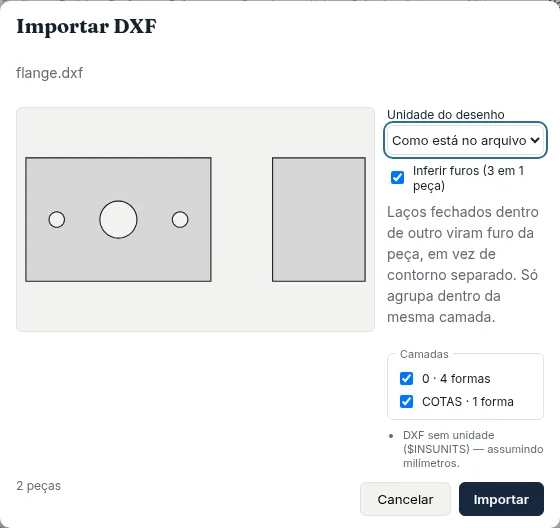 Importar DXF
flange.dxf
Unidade do desenho
Como está no arquivo
Inferir furos (3 em 1
peça)
Laços fechados dentro
de outro viram furo da
peça, em vez de
contorno separado. Só
agrupa dentro da
mesma camada.
Camadas
0 · 4 formas
COTAS · 1 forma
• DXF sem unidade
($INSUNITS) — assumindo
milímetros.
2 peças
Cancelar
Importar